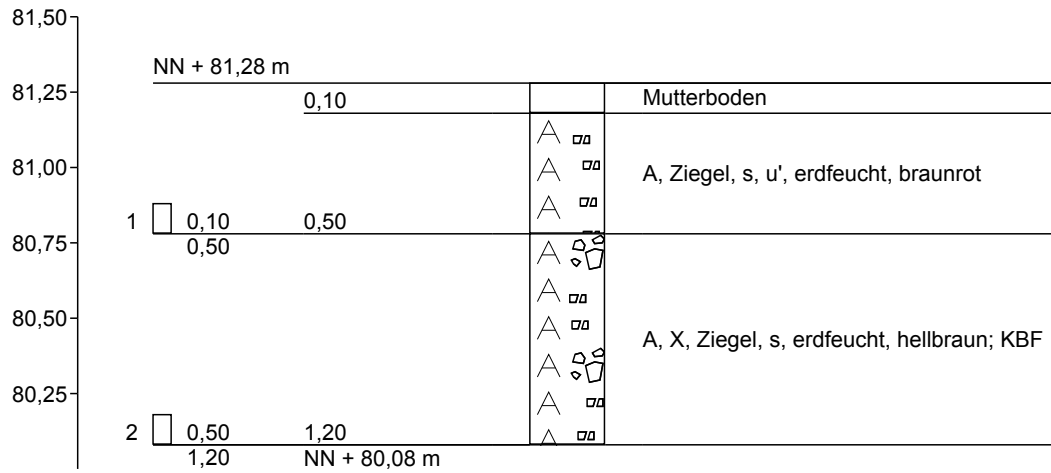 81,50
NN + 81,28 m
81,25
0,10 Mutterboden
81,00
A, Ziegel, s, u', erdfeucht, braunrot
1 0,10 0,50
80,75
0,50
80,50
A, X, Ziegel, s, erdfeucht, hellbraun; KBF
80,25
2 0,50 1,20
1,20 NN + 80,08 m